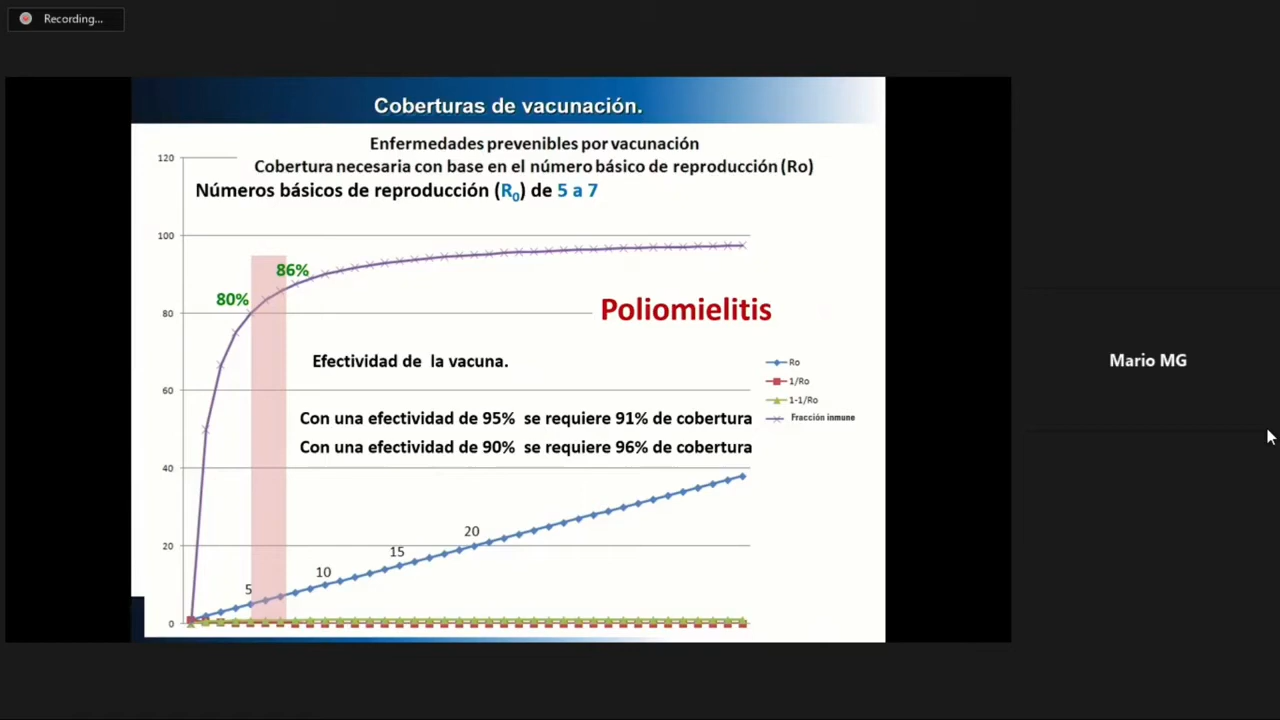 Recording...
Coberturas de vacunación.
Enfermedades prevenibles por vacunación
Cobertura necesaria con base en el número básico de reproducción (Ro)
Números básicos de reproducción (R0) de 5 a 7
120
100
86%
80%
80
Poliomielitis
Efectividad de la vacuna.
Ro
1/Ro
1-1/Ro
Fracción inmune
60
Con una efectividad de 95% se requiere 91% de cobertura
Con una efectividad de 90% se requiere 96% de cobertura
40
20
20
15
10
5
0
Mario MG